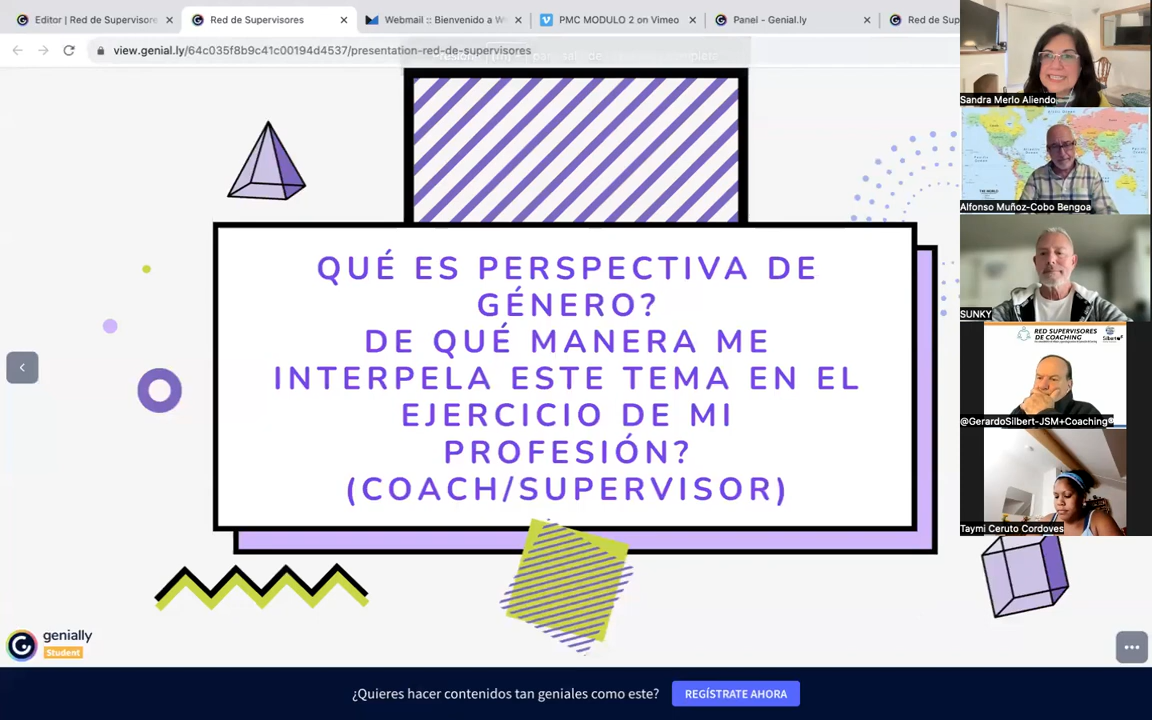 Editor | Red de Supervisore
Red de Supervisores
Webmail :: Bienvenido a W
PMC MODULO 2 on Vimeo
Panel - Genial.ly
Red de Sup
view.genial.ly/64c035f8b9c41c00194d4537/presentation-red-de-supervisores
QUÉ ES PERSPECTIVA DE
GÉNERO?
DE QUÉ MANERA ME
INTERPELA ESTE TEMA EN EL
EJERCICIO DE MI
PROFESIÓN?
(COACH/SUPERVISOR)
genially
Student
¿Quieres hacer contenidos tan geniales como este?
REGÍSTRATE AHORA
Sandra Merlo Aliendo
THE WORLD
Alfonso Muñoz-Cobo Bengoa
SUNKY
RED SUPERVISORES
DE COACHING
Silbert
@GerardoSilbert-JSM+Coaching®
Taymi Ceruto Cordoves